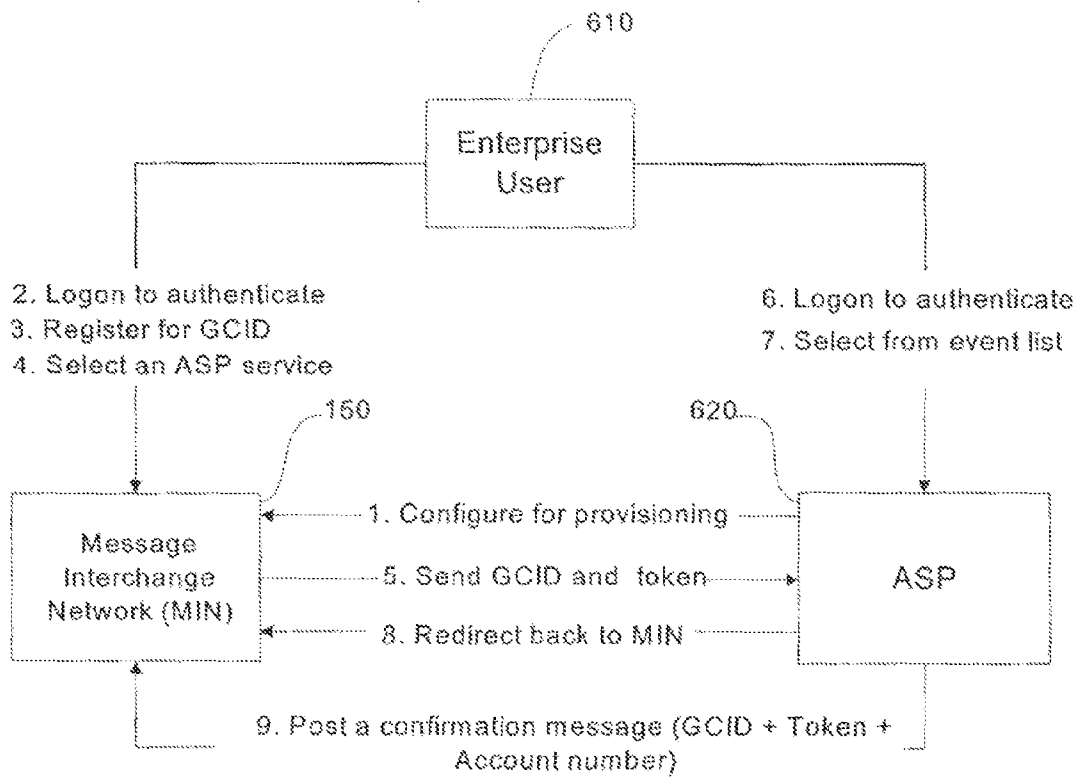 610
Enterprise
User
2. Logon to authenticate
3. Register for GCID
4. Select an ASP service
6. Logon to authenticate
7. Select from event list
150
620
Message
Interchange
Network (MIN)
1. Configure for provisioning
5. Send GCID and token
8. Redirect back to MIN
ASP
9. Post a confirmation message (GCID + Token +
Account number)